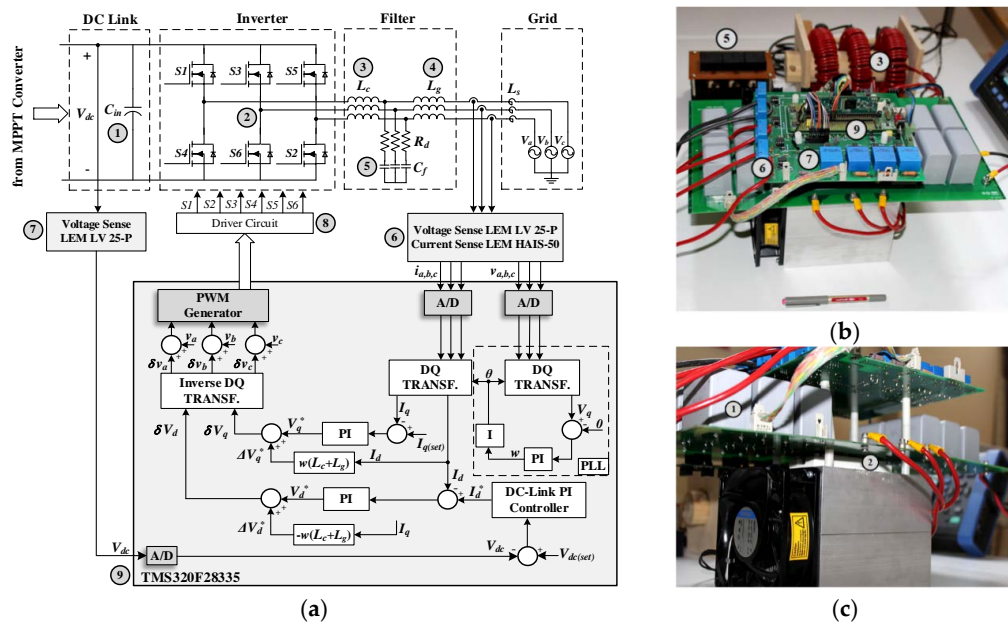 DC Link
Inverter
Filter
Grid
from MPPT Converter
+
V_dc
-
C_in
1
S1
S3
S5
2
S4
S6
S2
3
L_c
4
L_g
R_d
5
C_f
L_s
V_a
V_b
V_c
7
Voltage Sense
LEM LV 25-P
S1 S2 S3 S4 S5 S6
Driver Circuit
8
6
Voltage Sense LEM LV 25-P
Current Sense LEM HAIS-50
i_a,b,c
v_a,b,c
A/D
A/D
PWM
Generator
v_a
v_b
v_c
δv_a
δv_b
δv_c
Inverse DQ
TRANSF.
DQ
TRANSF.
θ
DQ
TRANSF.
I_q
V_q
δV_d
δV_q
V_q*
PI
I_q(set)
I
0
ΔV_q*
w(L_c+L_g)
I_d
w
PI
PLL
I_d
V_d*
PI
I_d*
DC-Link PI
Controller
ΔV_d*
-w(L_c+L_g)
I_q
V_dc
A/D
V_dc
V_dc(set)
9
TMS320F28335
(a)
5
3
9
7
6
(b)
1
2
(c)